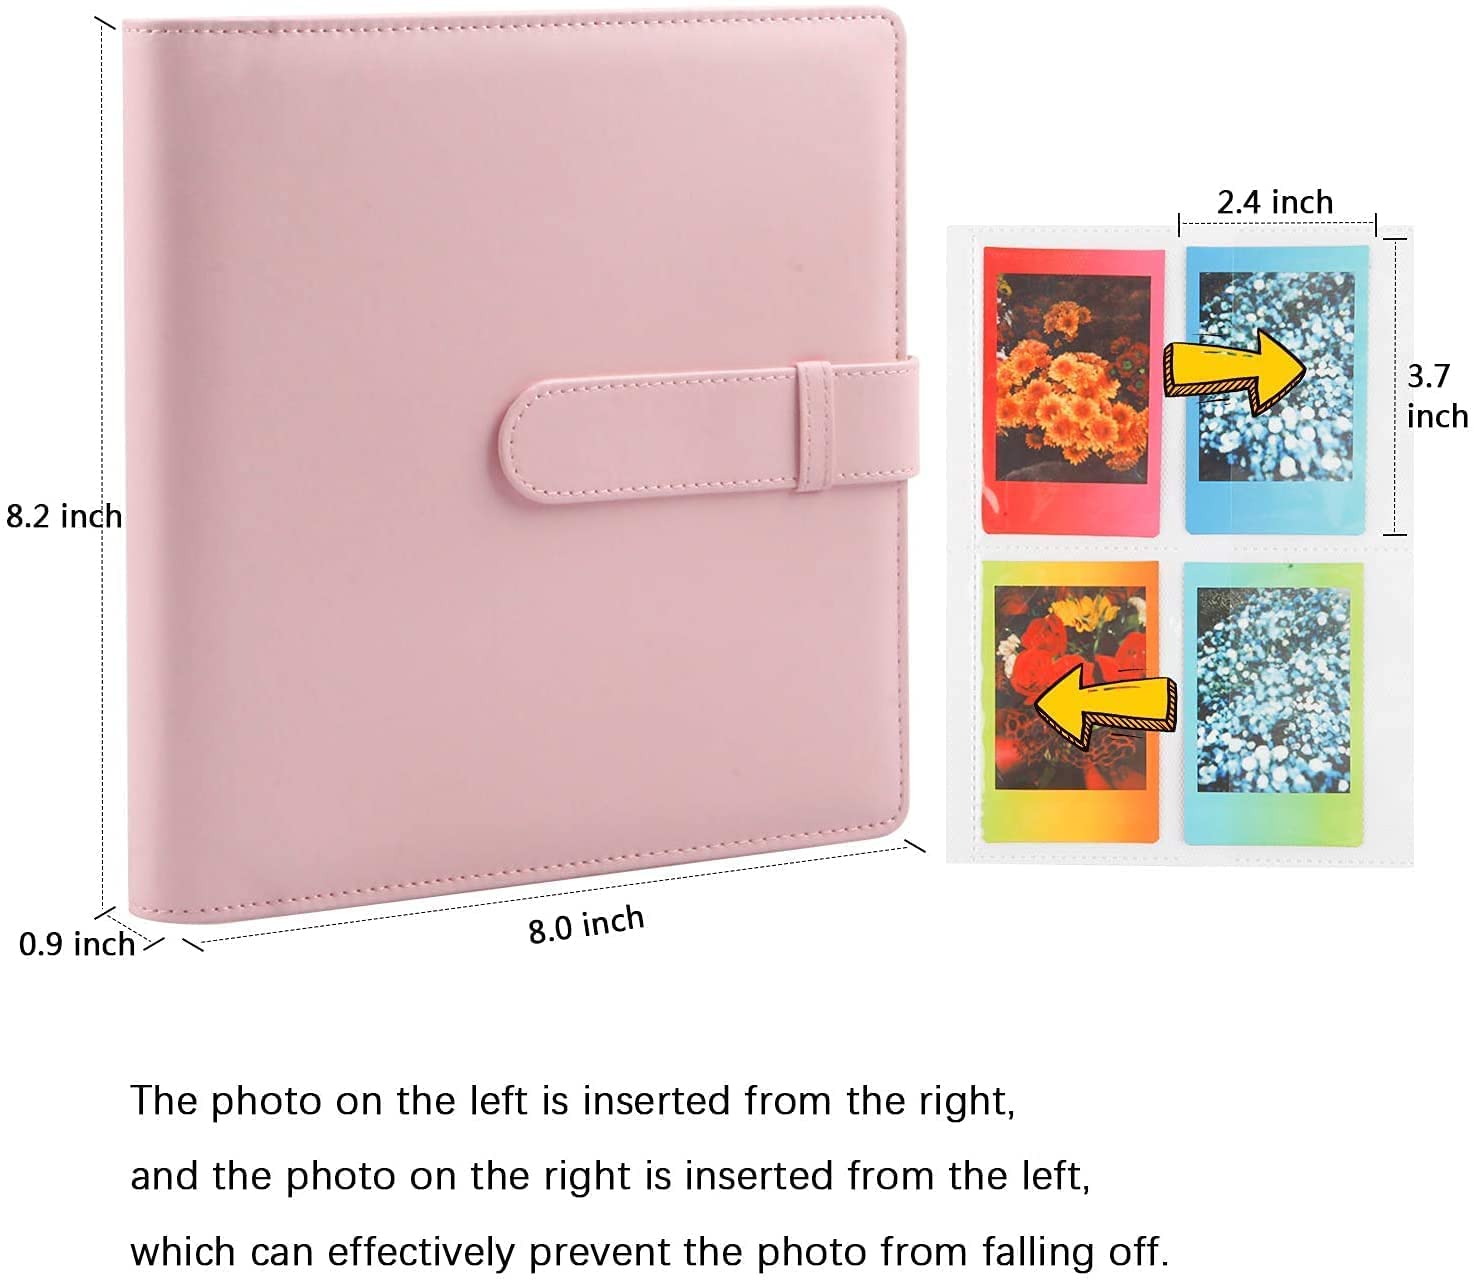 2.4 inch
3.7
inch
8.2 inch
0.9 inch
8.0 inch
The photo on the left is inserted from the right,
and the photo on the right is inserted from the left,
which can effectively prevent the photo from falling off.